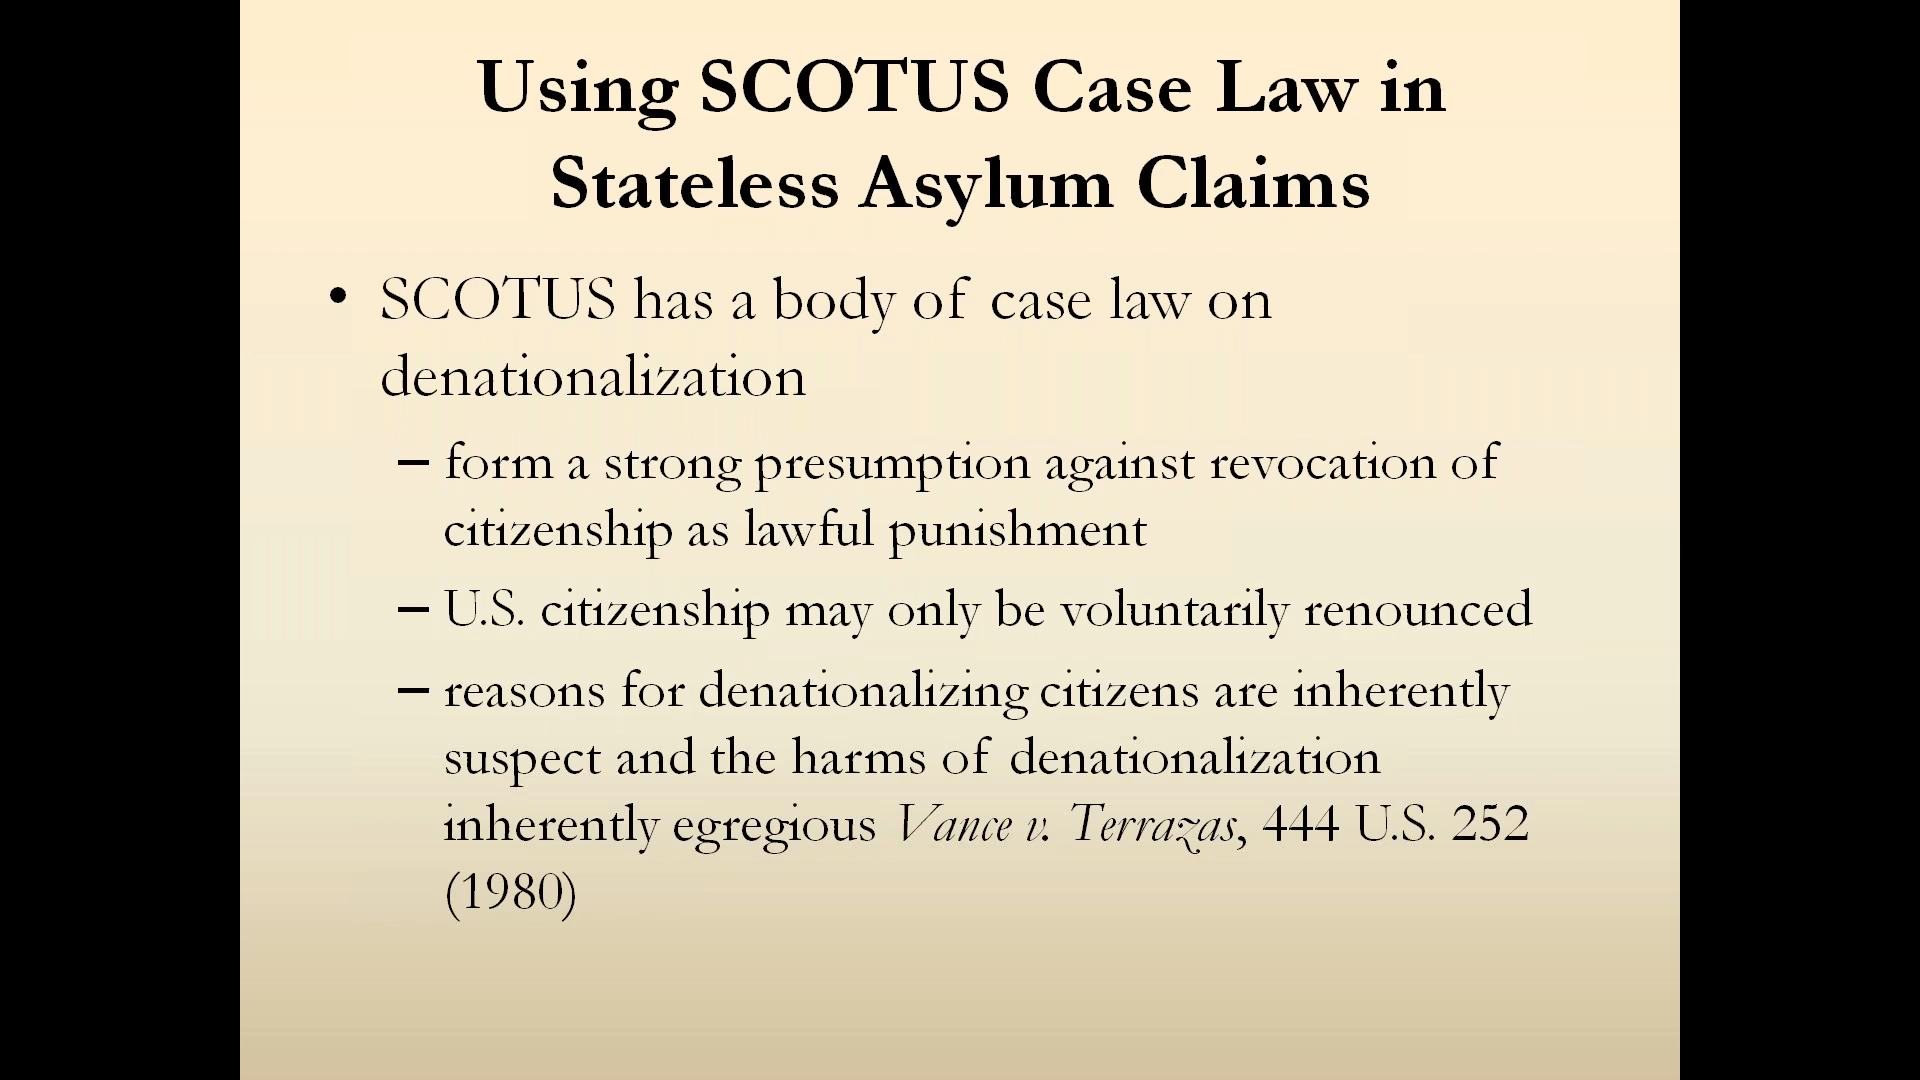 Using SCOTUS Case Law in
Stateless Asylum Claims
• SCOTUS has a body of case law on
denationalization
– form a strong presumption against revocation of
citizenship as lawful punishment
– U.S. citizenship may only be voluntarily renounced
– reasons for denationalizing citizens are inherently
suspect and the harms of denationalization
inherently egregious Vance v. Terrazas, 444 U.S. 252
(1980)